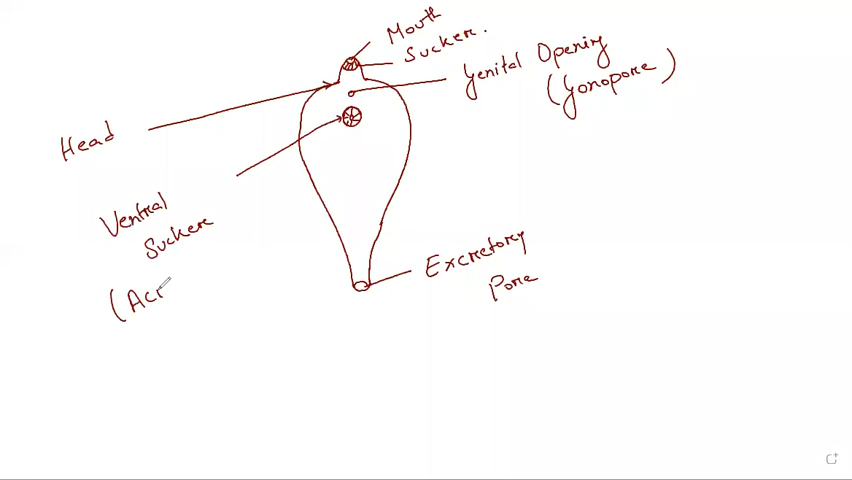 Mouth
Sucker.
Genital Opening
(Gonopore)
Head
Ventral
Sucker
(Acr
Excretory
Pore